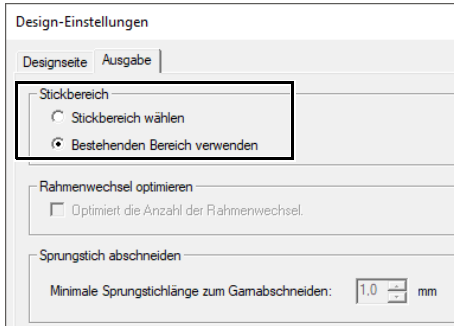 Design-Einstellungen
Designseite Ausgabe
Stickbereich
Stickbereich wählen
Bestehenden Bereich verwenden
Rahmenwechsel optimieren
Optimiert die Anzahl der Rahmenwechsel.
Sprungstich abschneiden
Minimale Sprungstichlänge zum Garnabschneiden: 1,0 mm